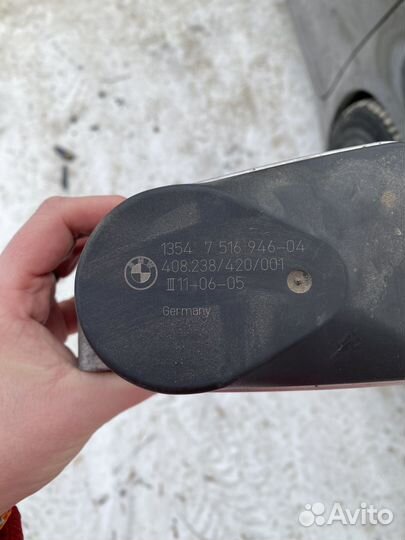 1354 7 516 946-04
408.238/420/001
III 11-06-05
Germany
Avito